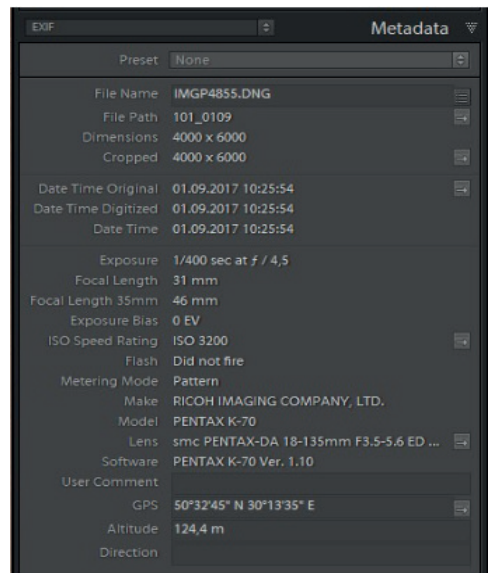 EXIF Metadata
Preset None
File Name IMGP4855.DNG
File Path 101_0109
Dimensions 4000 x 6000
Cropped 4000 x 6000
Date Time Original 01.09.2017 10:25:54
Date Time Digitized 01.09.2017 10:25:54
Date Time 01.09.2017 10:25:54
Exposure 1/400 sec at ƒ / 4,5
Focal Length 31 mm
Focal Length 35mm 46 mm
Exposure Bias 0 EV
ISO Speed Rating ISO 3200
Flash Did not fire
Metering Mode Pattern
Make RICOH IMAGING COMPANY, LTD.
Model PENTAX K-70
Lens smc PENTAX-DA 18-135mm F3.5-5.6 ED ...
Software PENTAX K-70 Ver. 1.10
User Comment
GPS 50°32'45" N 30°13'35" E
Altitude 124,4 m
Direction